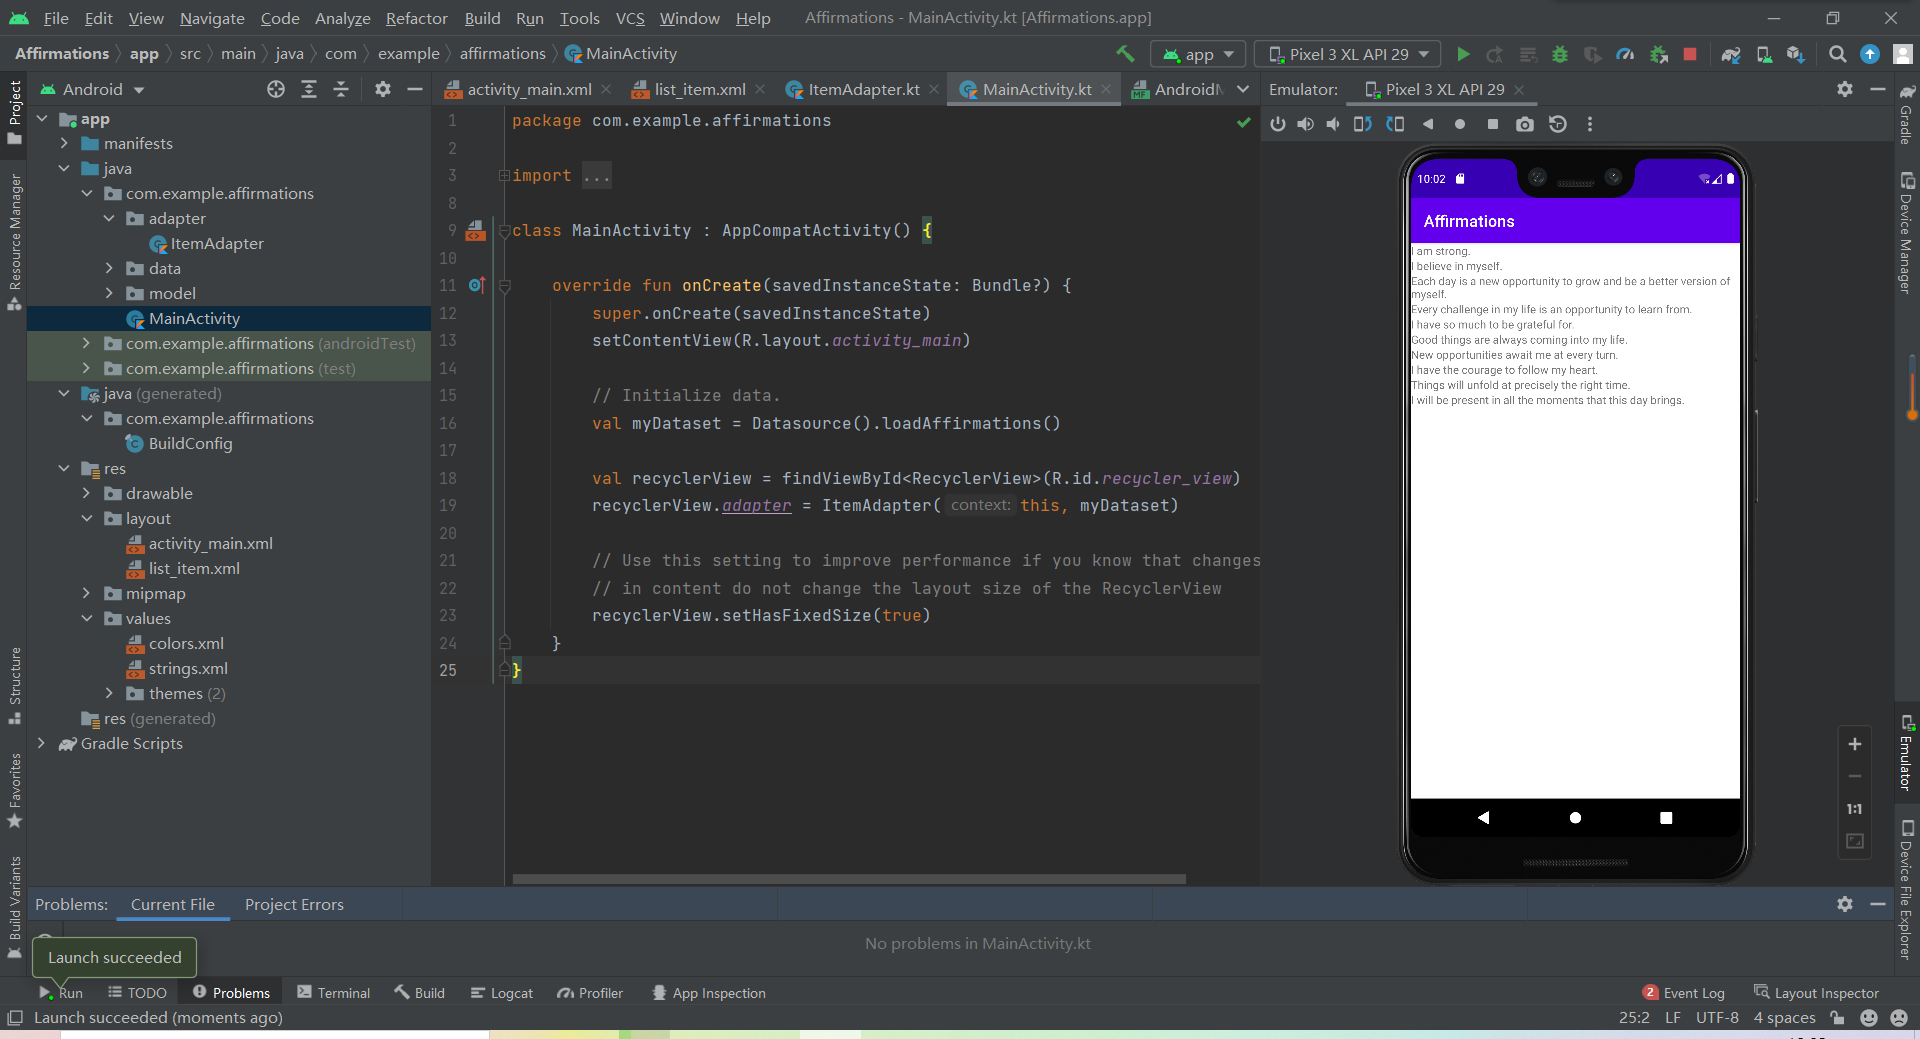 File Edit View Navigate Code Analyze Refactor Build Run Tools VCS Window Help Affirmations - MainActivity.kt [Affirmations.app]
Affirmations app src main java com example affirmations MainActivity app Pixel 3 XL API 29
Android
activity_main.xml list_item.xml ItemAdapter.kt MainActivity.kt AndroidM
Emulator: Pixel 3 XL API 29
Project
Resource Manager
Structure
Favorites
Build Variants
app
manifests
java
com.example.affirmations
adapter
ItemAdapter
data
model
MainActivity
com.example.affirmations (androidTest)
com.example.affirmations (test)
java (generated)
com.example.affirmations
BuildConfig
res
drawable
layout
activity_main.xml
list_item.xml
mipmap
values
colors.xml
strings.xml
themes (2)
res (generated)
Gradle Scripts
1 package com.example.affirmations
2
3 import ...
8
9 class MainActivity : AppCompatActivity() {
10
11 override fun onCreate(savedInstanceState: Bundle?) {
12 super.onCreate(savedInstanceState)
13 setContentView(R.layout.activity_main)
14
15 // Initialize data.
16 val myDataset = Datasource().loadAffirmations()
17
18 val recyclerView = findViewById<RecyclerView>(R.id.recycler_view)
19 recyclerView.adapter = ItemAdapter( context: this, myDataset)
20
21 // Use this setting to improve performance if you know that changes
22 // in content do not change the layout size of the RecyclerView
23 recyclerView.setHasFixedSize(true)
24 }
25 }
10:02
Affirmations
I am strong.
I believe in myself.
Each day is a new opportunity to grow and be a better version of
myself.
Every challenge in my life is an opportunity to learn from.
I have so much to be grateful for.
Good things are always coming into my life.
New opportunities await me at every turn.
I have the courage to follow my heart.
Things will unfold at precisely the right time.
I will be present in all the moments that this day brings.
1:1
Gradle
Device Manager
Emulator
Device File Explorer
Problems: Current File Project Errors
No problems in MainActivity.kt
Launch succeeded
Run TODO Problems Terminal Build Logcat Profiler App Inspection 2 Event Log Layout Inspector
Launch succeeded (moments ago) 25:2 LF UTF-8 4 spaces